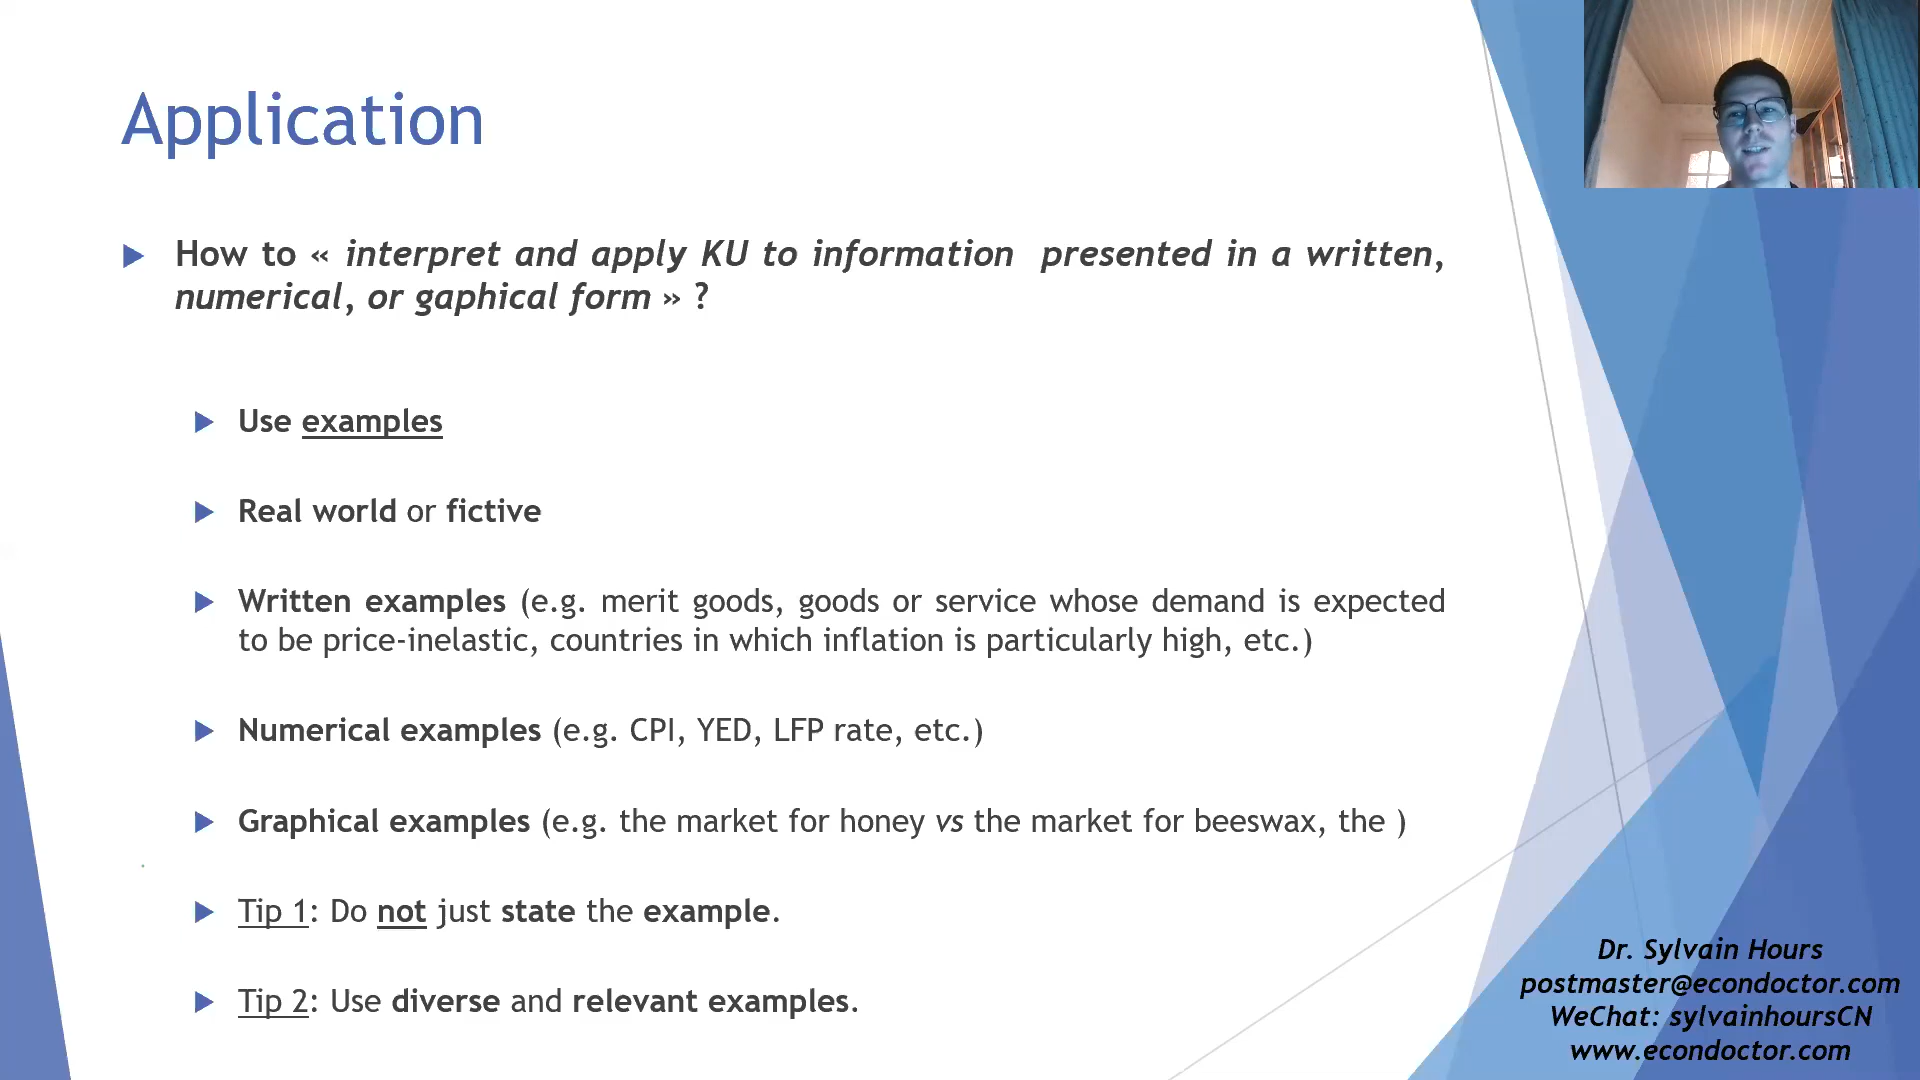 Application
How to « interpret and apply KU to information presented in a written,
numerical, or gaphical form » ?
Use examples
Real world or fictive
Written examples (e.g. merit goods, goods or service whose demand is expected
to be price-inelastic, countries in which inflation is particularly high, etc.)
Numerical examples (e.g. CPI, YED, LFP rate, etc.)
Graphical examples (e.g. the market for honey vs the market for beeswax, the )
Tip 1: Do not just state the example.
Tip 2: Use diverse and relevant examples.
Dr. Sylvain Hours
postmaster@econdoctor.com
WeChat: sylvainhoursCN
www.econdoctor.com